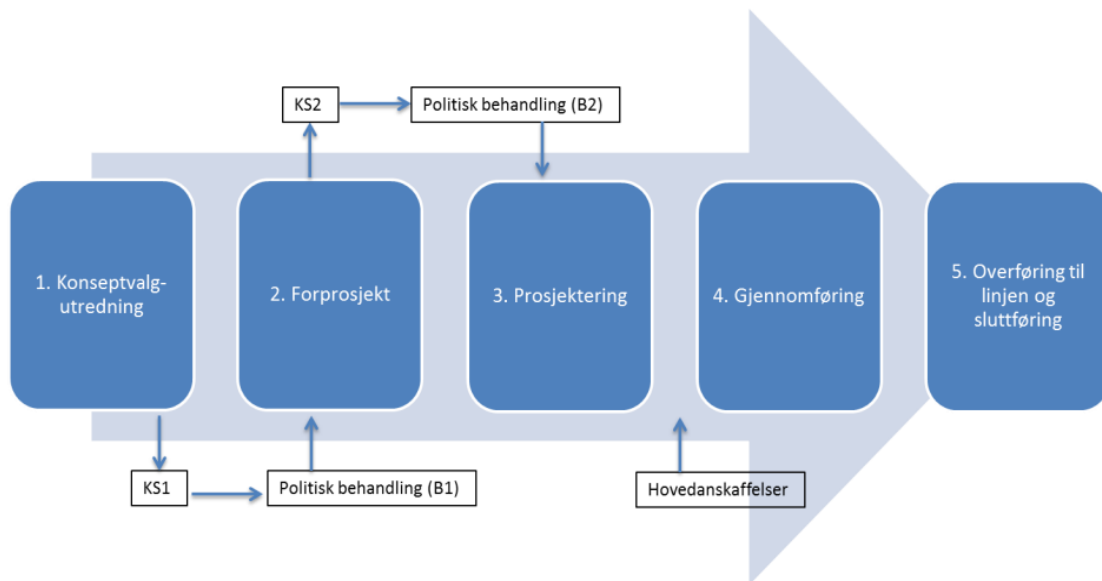 KS2
Politisk behandling (B2)
1. Konseptvalg-
utredning
2. Forprosjekt
3. Prosjektering
4. Gjennomføring
5. Overføring til
linjen og
sluttføring
KS1
Politisk behandling (B1)
Hovedanskaffelser